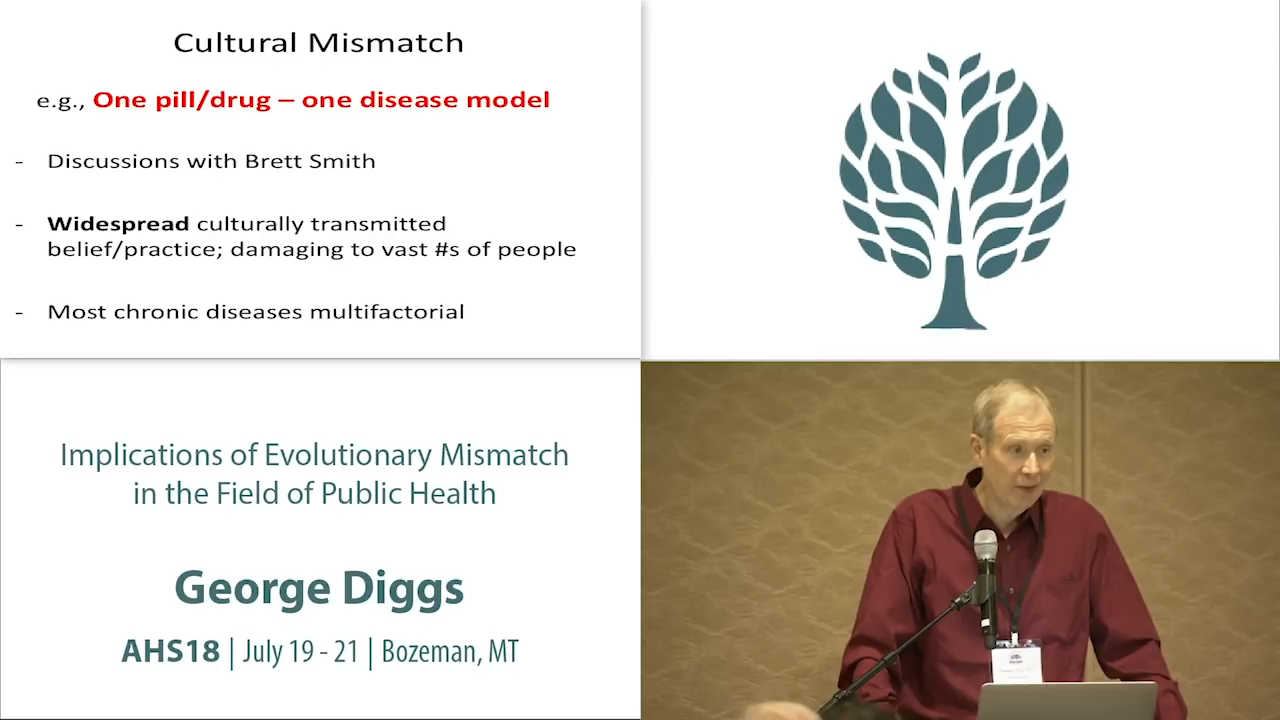 Cultural Mismatch
e.g., One pill/drug – one disease model
- Discussions with Brett Smith
- Widespread culturally transmitted
belief/practice; damaging to vast #s of people
- Most chronic diseases multifactorial
Implications of Evolutionary Mismatch
in the Field of Public Health
George Diggs
AHS18 | July 19 - 21 | Bozeman, MT